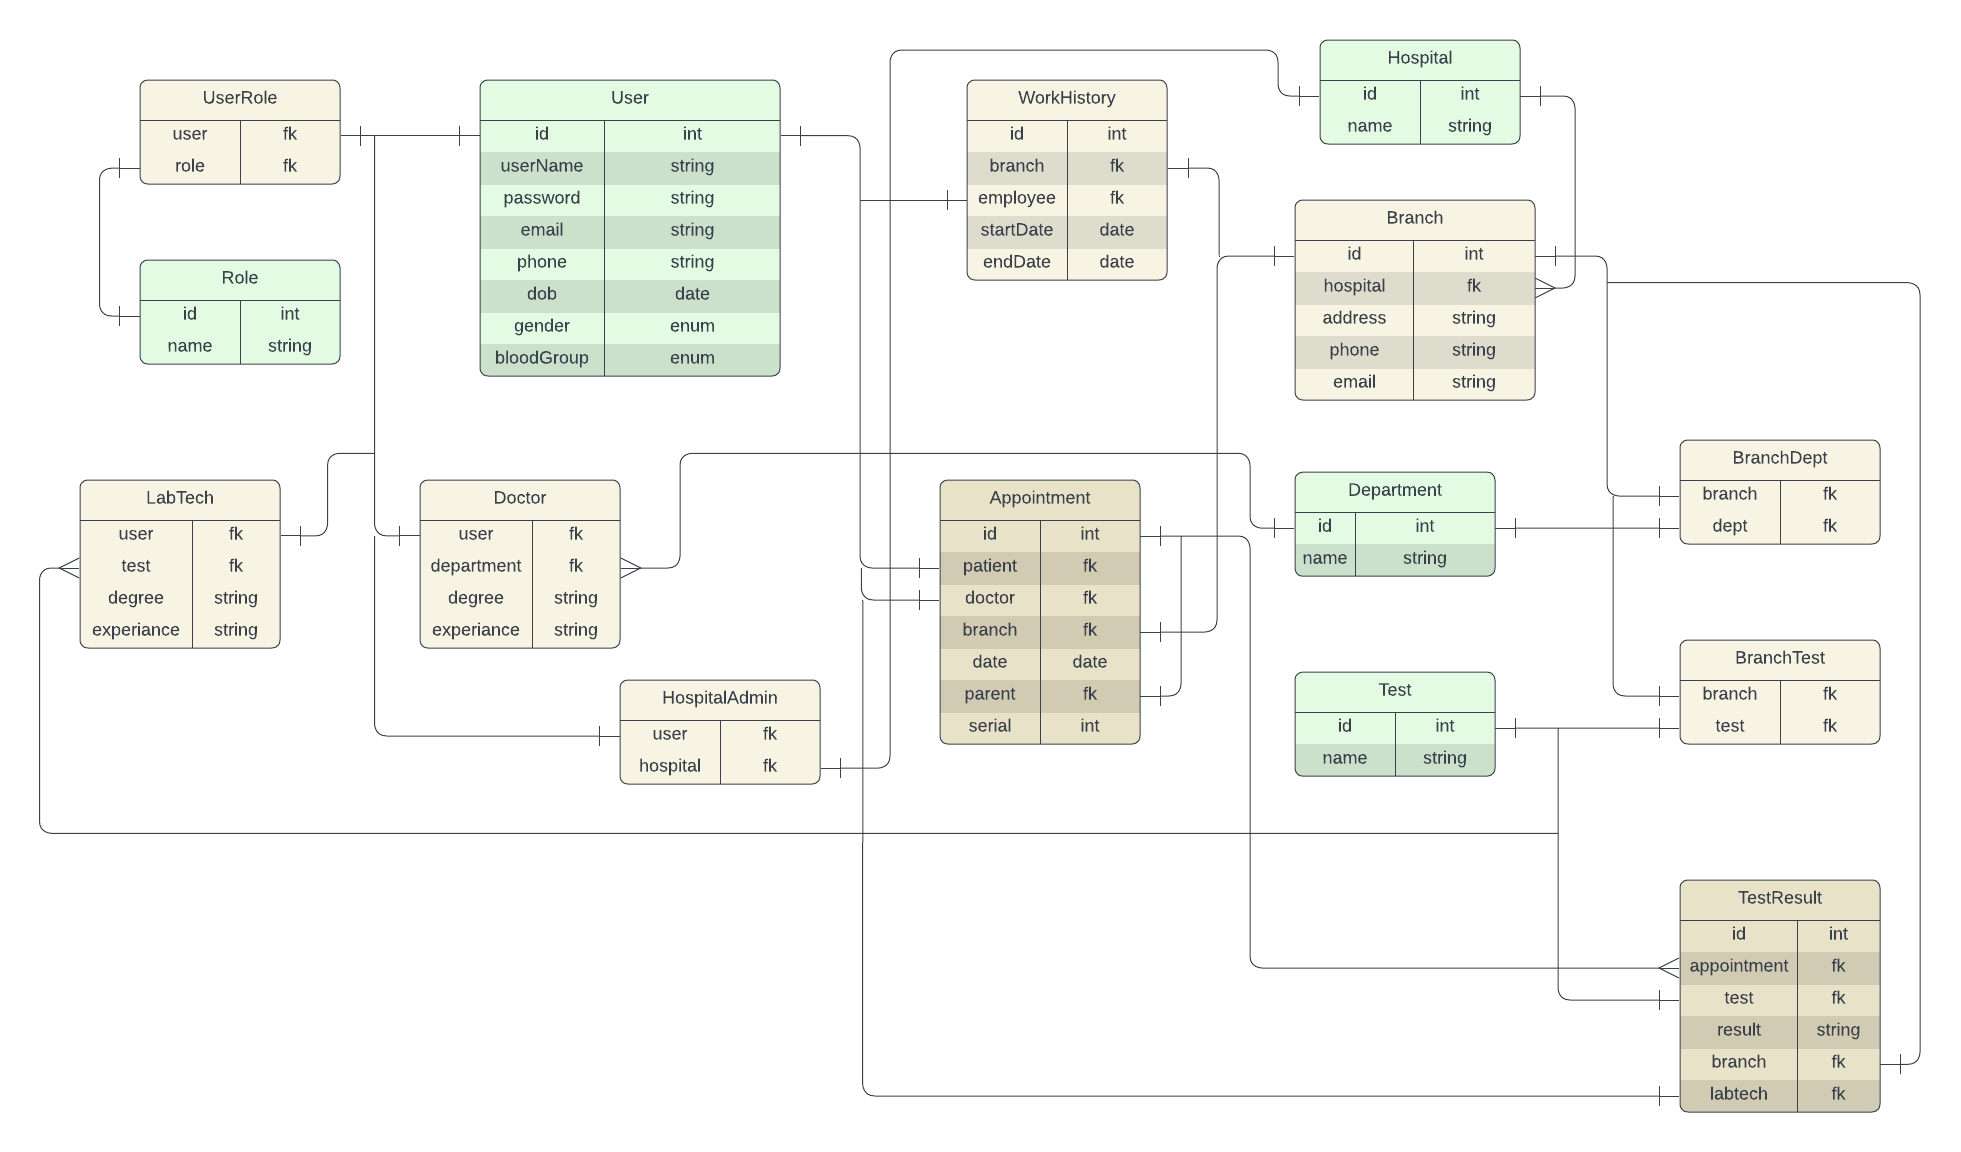 UserRole
user fk
role fk
Role
id int
name string
User
id int
userName string
password string
email string
phone string
dob date
gender enum
bloodGroup enum
WorkHistory
id int
branch fk
employee fk
startDate date
endDate date
Hospital
id int
name string
Branch
id int
hospital fk
address string
phone string
email string
LabTech
user fk
test fk
degree string
experiance string
Doctor
user fk
department fk
degree string
experiance string
HospitalAdmin
user fk
hospital fk
Appointment
id int
patient fk
doctor fk
branch fk
date date
parent fk
serial int
Department
id int
name string
BranchDept
branch fk
dept fk
Test
id int
name string
BranchTest
branch fk
test fk
TestResult
id int
appointment fk
test fk
result string
branch fk
labtech fk